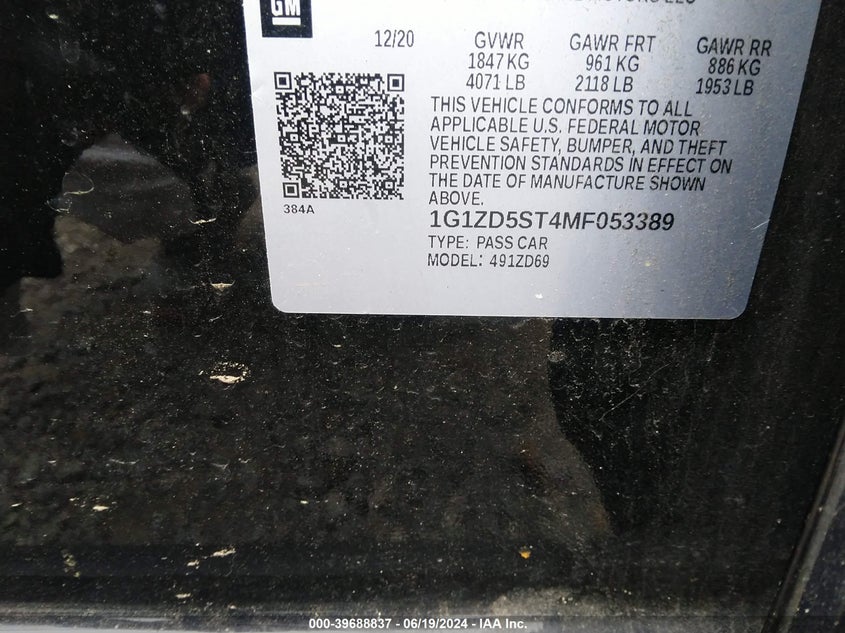 GM
MOTORS LLC
12/20 GVWR GAWR FRT GAWR RR
1847 KG 961 KG 886 KG
4071 LB 2118 LB 1953 LB
THIS VEHICLE CONFORMS TO ALL
APPLICABLE U.S. FEDERAL MOTOR
VEHICLE SAFETY, BUMPER, AND THEFT
PREVENTION STANDARDS IN EFFECT ON
THE DATE OF MANUFACTURE SHOWN
ABOVE.
384A
1G1ZD5ST4MF053389
TYPE: PASS CAR
MODEL: 491ZD69
000-39688837 - 06/19/2024 - IAA Inc.